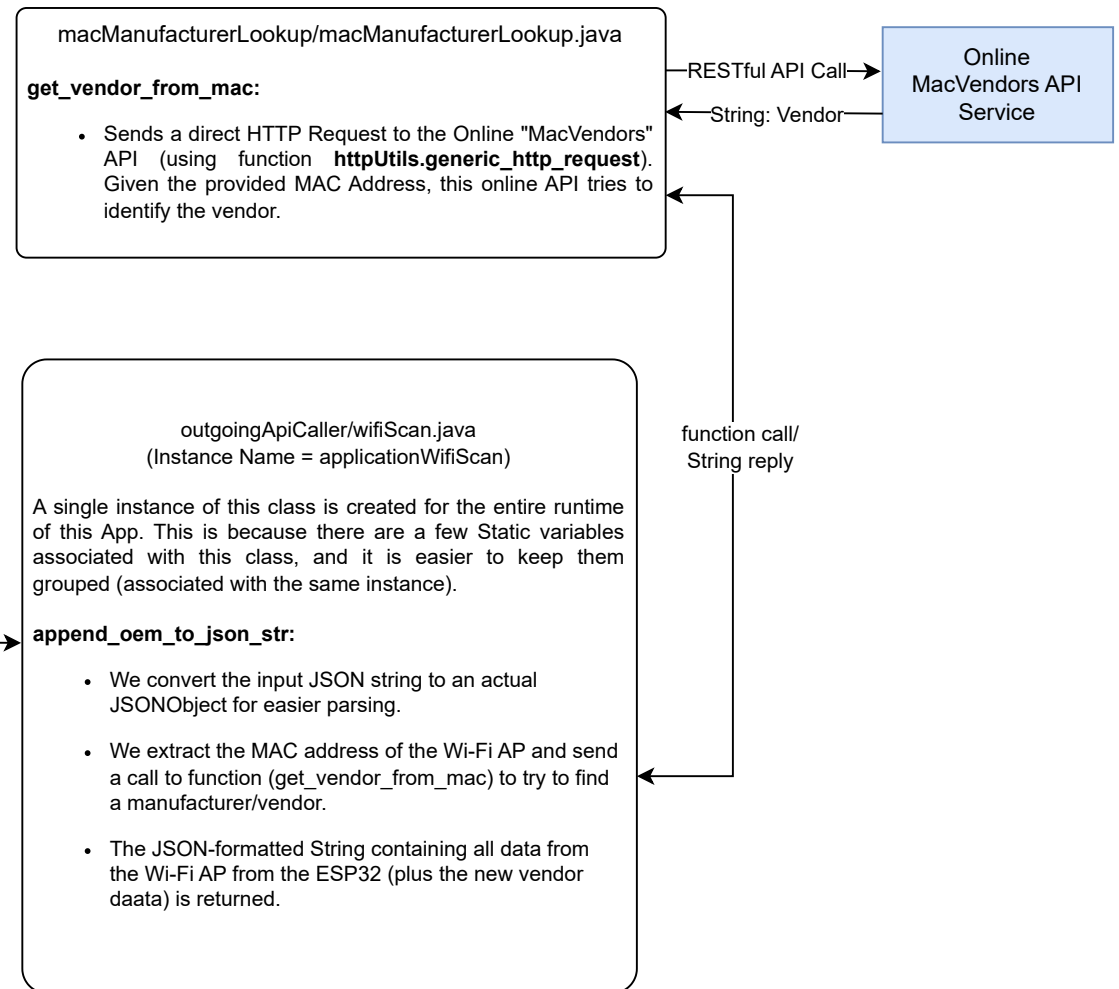 macManufacturerLookup/macManufacturerLookup.java
get_vendor_from_mac:
• Sends a direct HTTP Request to the Online "MacVendors"
API (using function httpUtils.generic_http_request).
Given the provided MAC Address, this online API tries to
identify the vendor.
RESTful API Call
String: Vendor
Online
MacVendors API
Service
function call/
String reply
outgoingApiCaller/wifiScan.java
(Instance Name = applicationWifiScan)
A single instance of this class is created for the entire runtime
of this App. This is because there are a few Static variables
associated with this class, and it is easier to keep them
grouped (associated with the same instance).
append_oem_to_json_str:
• We convert the input JSON string to an actual
JSONObject for easier parsing.
• We extract the MAC address of the Wi-Fi AP and send
a call to function (get_vendor_from_mac) to try to find
a manufacturer/vendor.
• The JSON-formatted String containing all data from
the Wi-Fi AP from the ESP32 (plus the new vendor
daata) is returned.